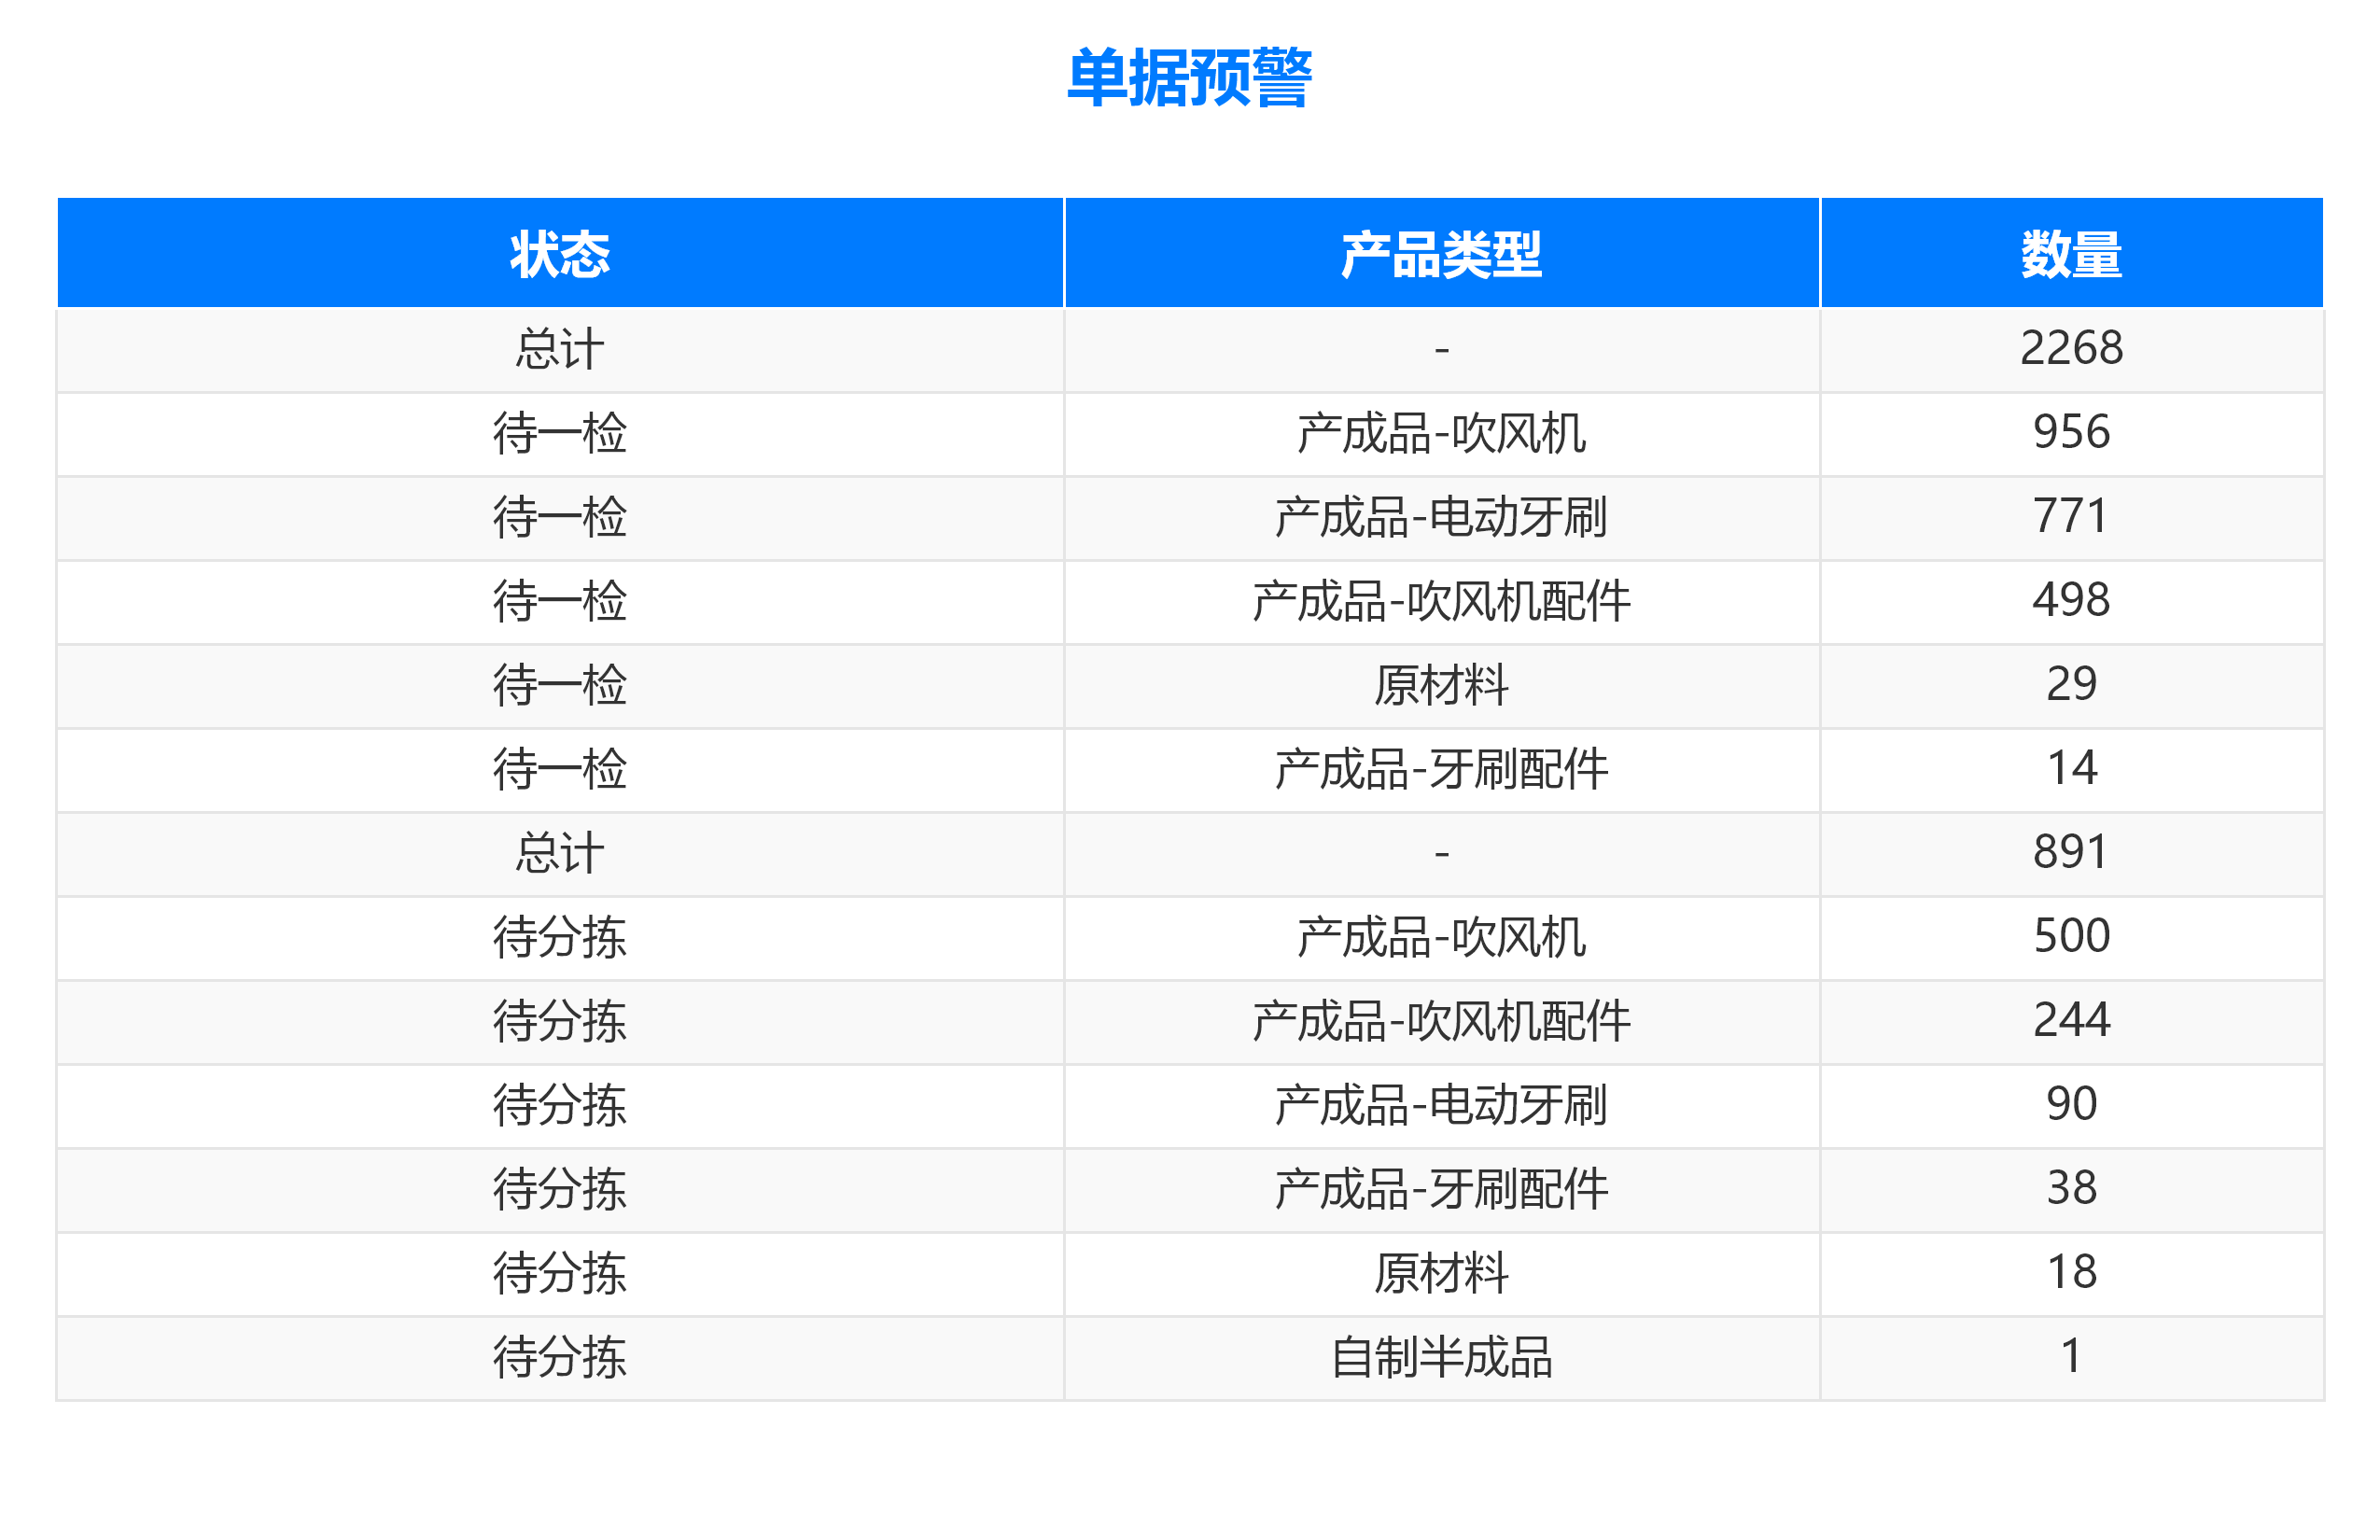 单据预警
状态 产品类型 数量
总计 - 2268
待一检 产成品-吹风机 956
待一检 产成品-电动牙刷 771
待一检 产成品-吹风机配件 498
待一检 原材料 29
待一检 产成品-牙刷配件 14
总计 - 891
待分拣 产成品-吹风机 500
待分拣 产成品-吹风机配件 244
待分拣 产成品-电动牙刷 90
待分拣 产成品-牙刷配件 38
待分拣 原材料 18
待分拣 自制半成品 1